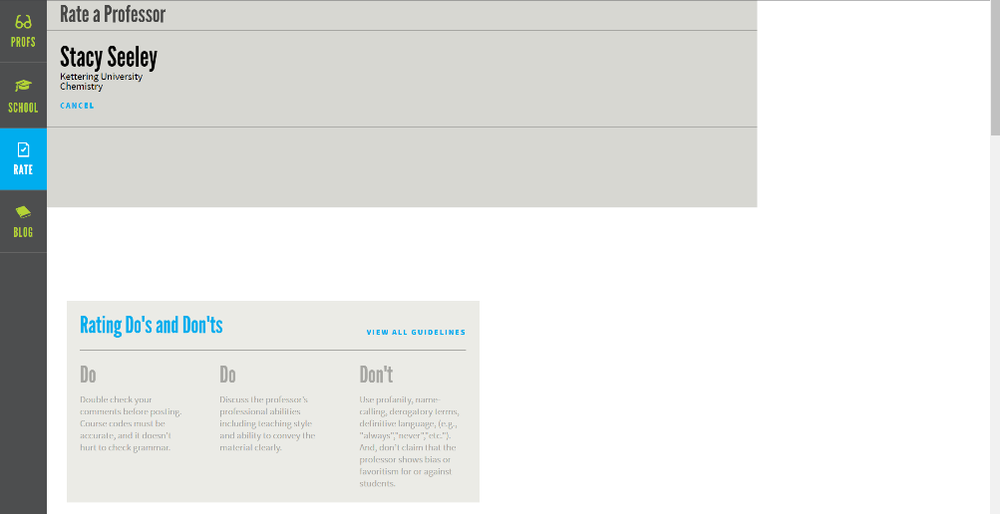 PROFS
SCHOOL
RATE
BLOG
Rate a Professor
Stacy Seeley
Kettering University
Chemistry
CANCEL
Rating Do's and Don'ts
VIEW ALL GUIDELINES
Do
Double check your
comments before posting.
Course codes must be
accurate, and it doesn't
hurt to check grammar.
Do
Discuss the professor's
professional abilities
including teaching style
and ability to convey the
material clearly.
Don't
Use profanity, name-
calling, derogatory terms,
definitive language, (e.g.,
"always","never","etc.").
And, don't claim that the
professor shows bias or
favoritism for or against
students.